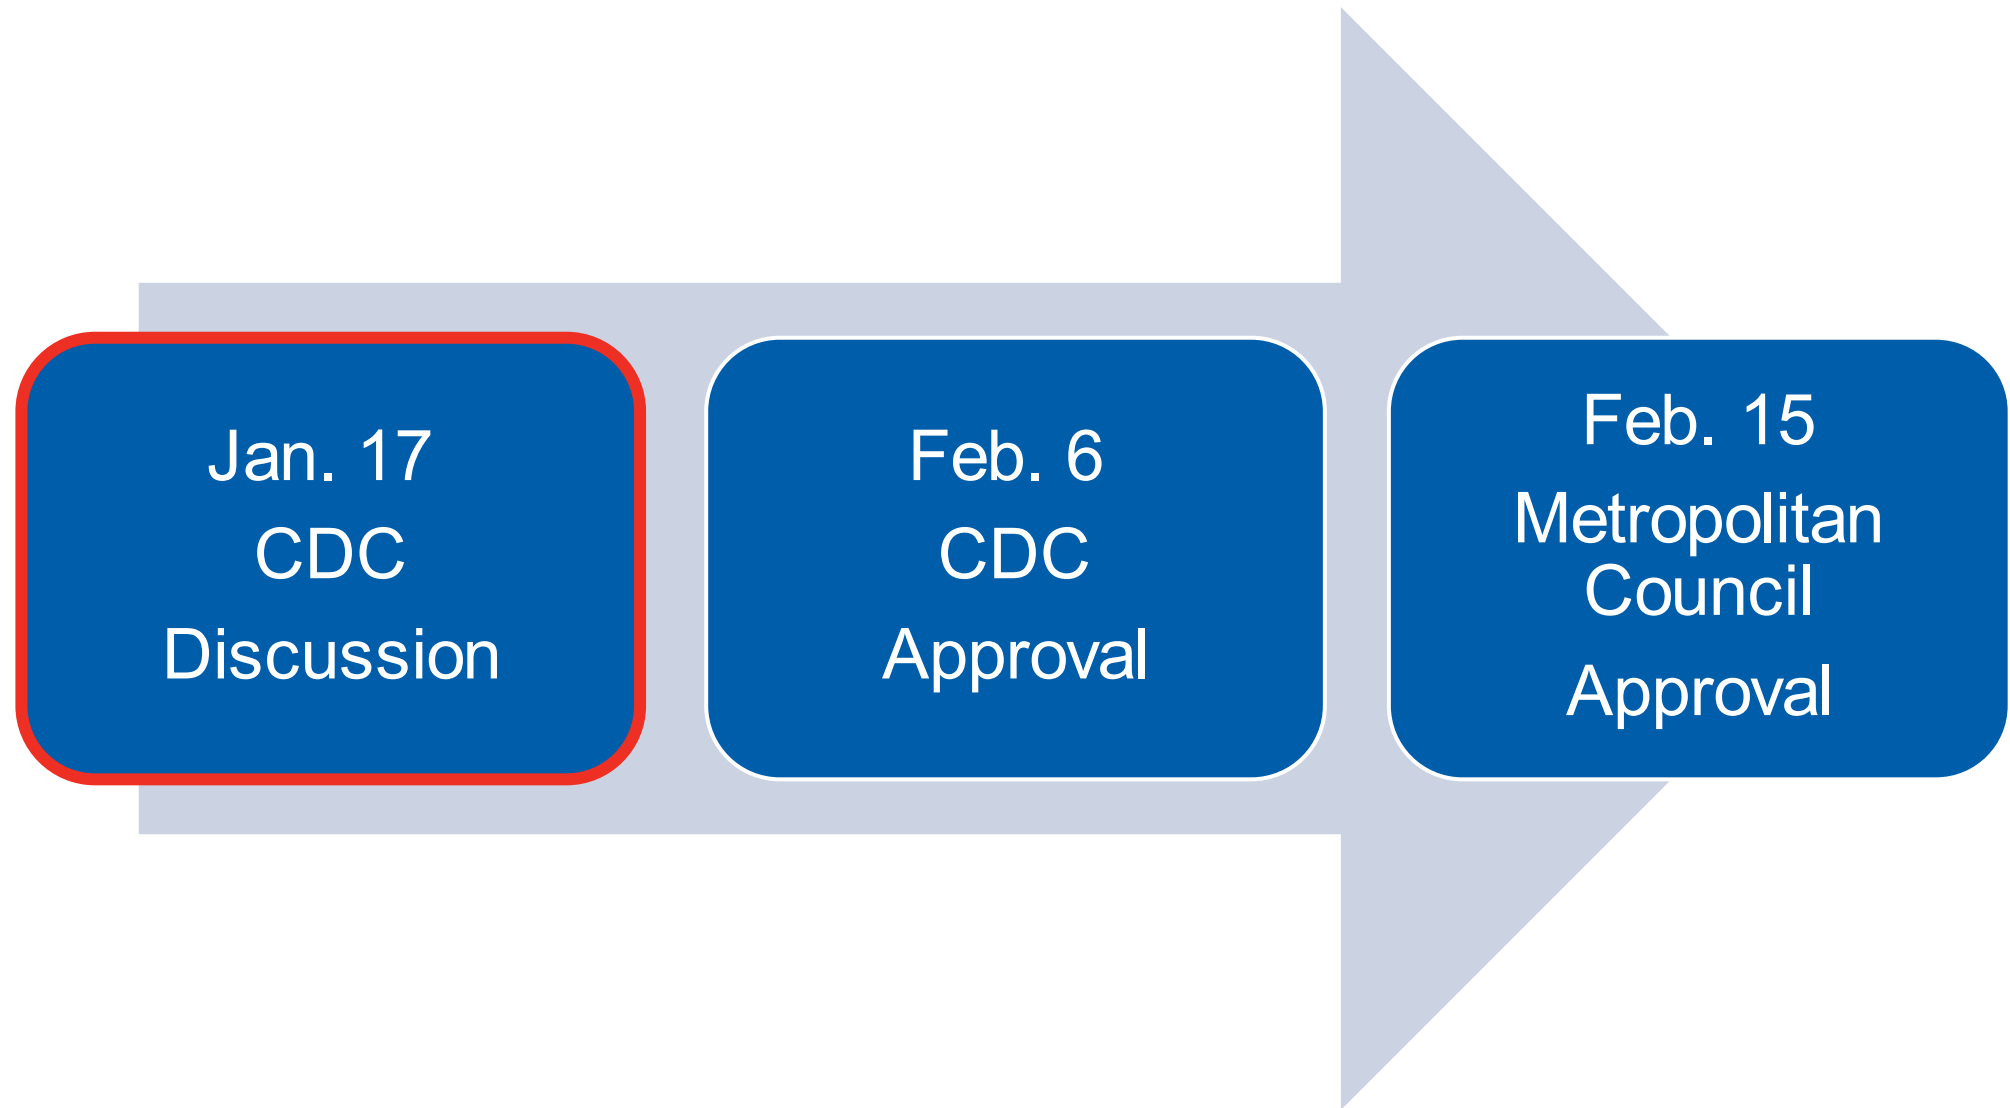 Jan. 17
CDC
Discussion
Feb. 6
CDC
Approval
Feb. 15
Metropolitan
Council
Approval